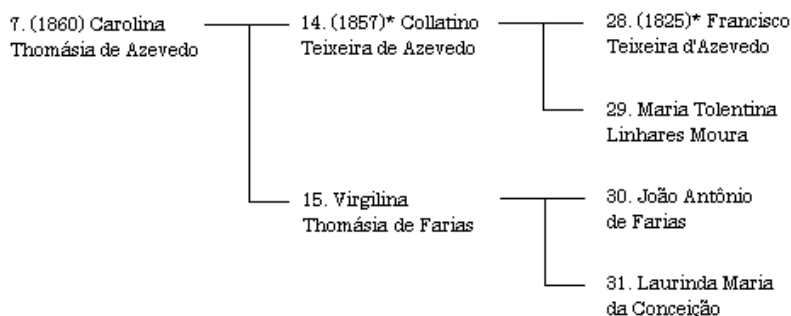 7. (1860) Carolina
Thomásia de Azevedo
14. (1857)* Collatino
Teixeira de Azevedo
28. (1825)* Francisco
Teixeira d'Azevedo
29. Maria Tolentina
Linhares Moura
15. Virgilina
Thomásia de Farias
30. João Antônio
de Farias
31. Laurinda Maria
da Conceição